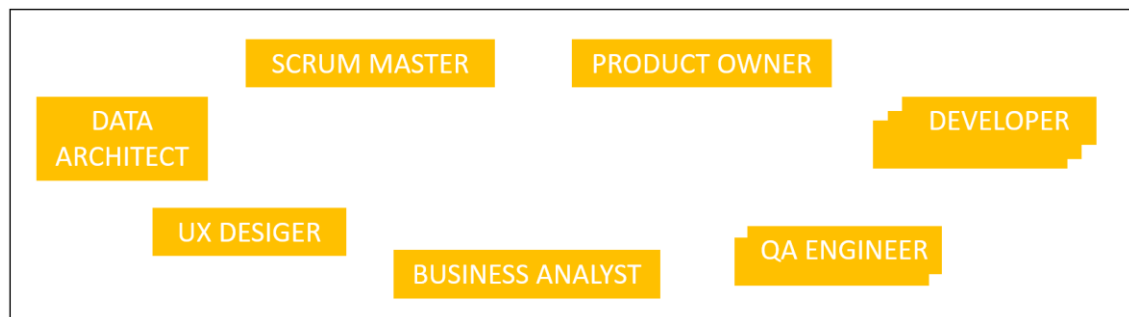 SCRUM MASTER
PRODUCT OWNER
DATA
ARCHITECT
DEVELOPER
UX DESIGER
QA ENGINEER
BUSINESS ANALYST